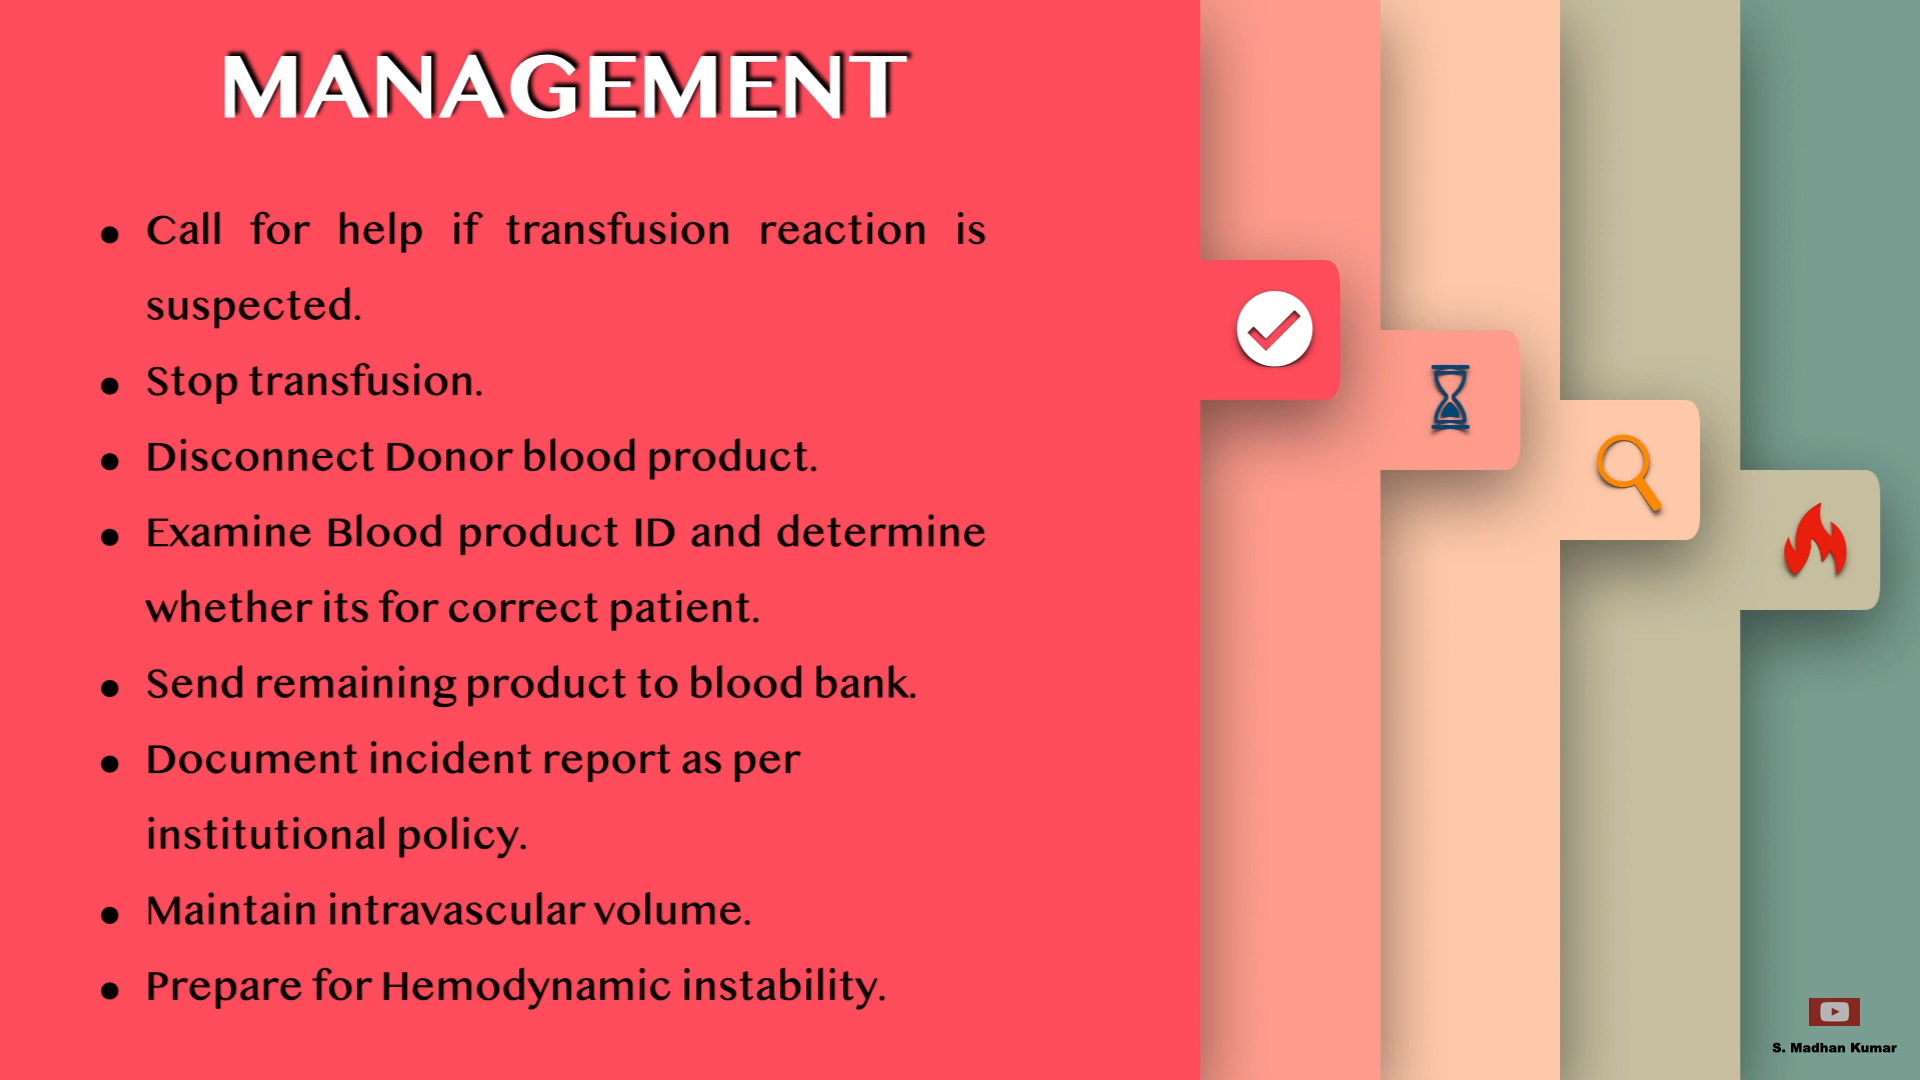 MANAGEMENT
• Call for help if transfusion reaction is
suspected.
• Stop transfusion.
• Disconnect Donor blood product.
• Examine Blood product ID and determine
whether its for correct patient.
• Send remaining product to blood bank.
• Document incident report as per
institutional policy.
• Maintain intravascular volume.
• Prepare for Hemodynamic instability.
S. Madhan Kumar